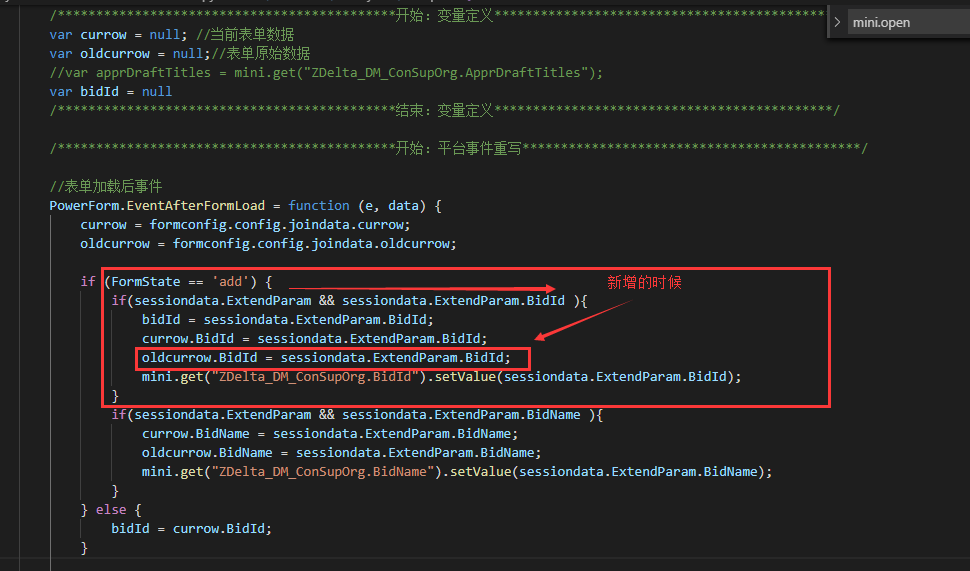 /********************************************开始：变量定义*******************************************
mini.open
var currow = null; //当前表单数据
var oldcurrow = null;//表单原始数据
//var apprDraftTitles = mini.get("ZDelta_DM_ConSupOrg.ApprDraftTitles");
var bidId = null
/********************************************结束：变量定义********************************************/
/********************************************开始：平台事件重写********************************************/
//表单加载后事件
PowerForm.EventAfterFormLoad = function (e, data) {
currow = formconfig.config.joindata.currow;
oldcurrow = formconfig.config.joindata.oldcurrow;
if (FormState == 'add') {
新增的时候
if(sessiondata.ExtendParam && sessiondata.ExtendParam.BidId ){
bidId = sessiondata.ExtendParam.BidId;
currow.BidId = sessiondata.ExtendParam.BidId;
oldcurrow.BidId = sessiondata.ExtendParam.BidId;
mini.get("ZDelta_DM_ConSupOrg.BidId").setValue(sessiondata.ExtendParam.BidId);
}
if(sessiondata.ExtendParam && sessiondata.ExtendParam.BidName ){
currow.BidName = sessiondata.ExtendParam.BidName;
oldcurrow.BidName = sessiondata.ExtendParam.BidName;
mini.get("ZDelta_DM_ConSupOrg.BidName").setValue(sessiondata.ExtendParam.BidName);
}
} else {
bidId = currow.BidId;
}